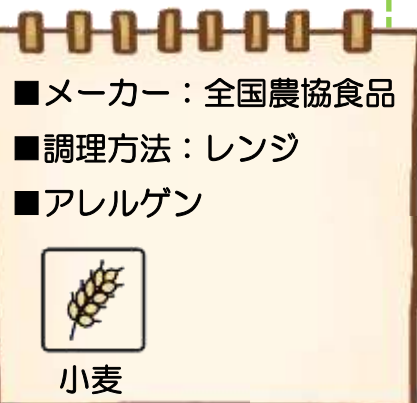 ■メーカー：全国農協食品
■調理方法：レンジ
■アレルゲン
小麦